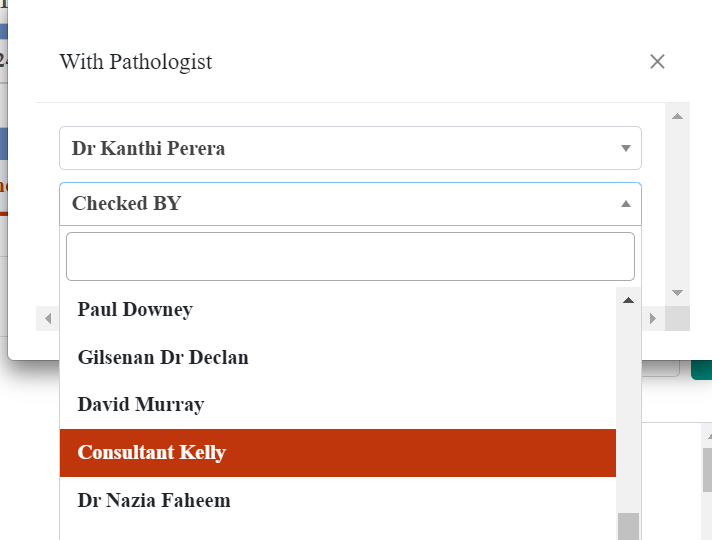 With Pathologist
Dr Kanthi Perera
Checked BY
Paul Downey
Gilsenan Dr Declan
David Murray
Consultant Kelly
Dr Nazia Faheem